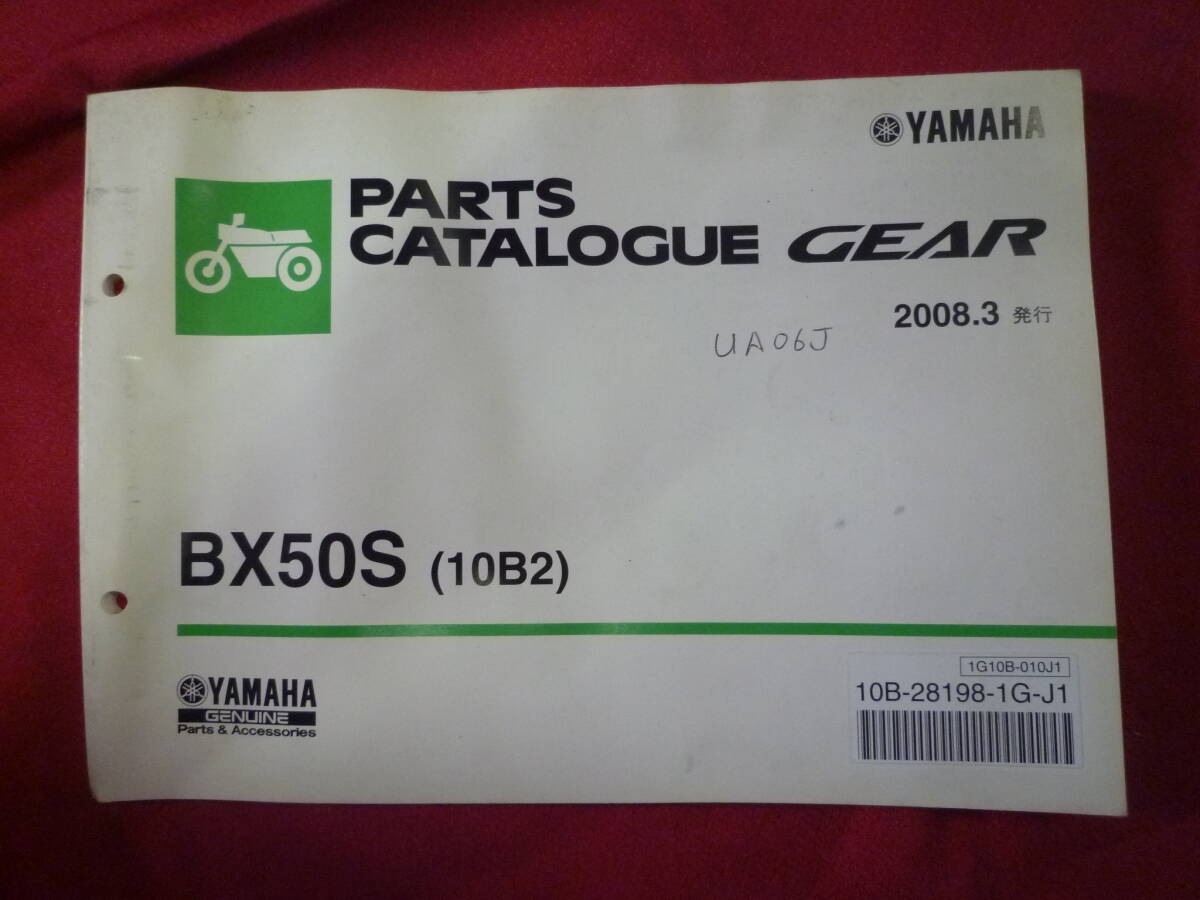 YAMAHA
PARTS
CATALOGUE GEAR
2008.3 発行
UA06J
BX50S (10B2)
YAMAHA
GENUINE
Parts & Accessories
1G10B-010J1
10B-28198-1G-J1